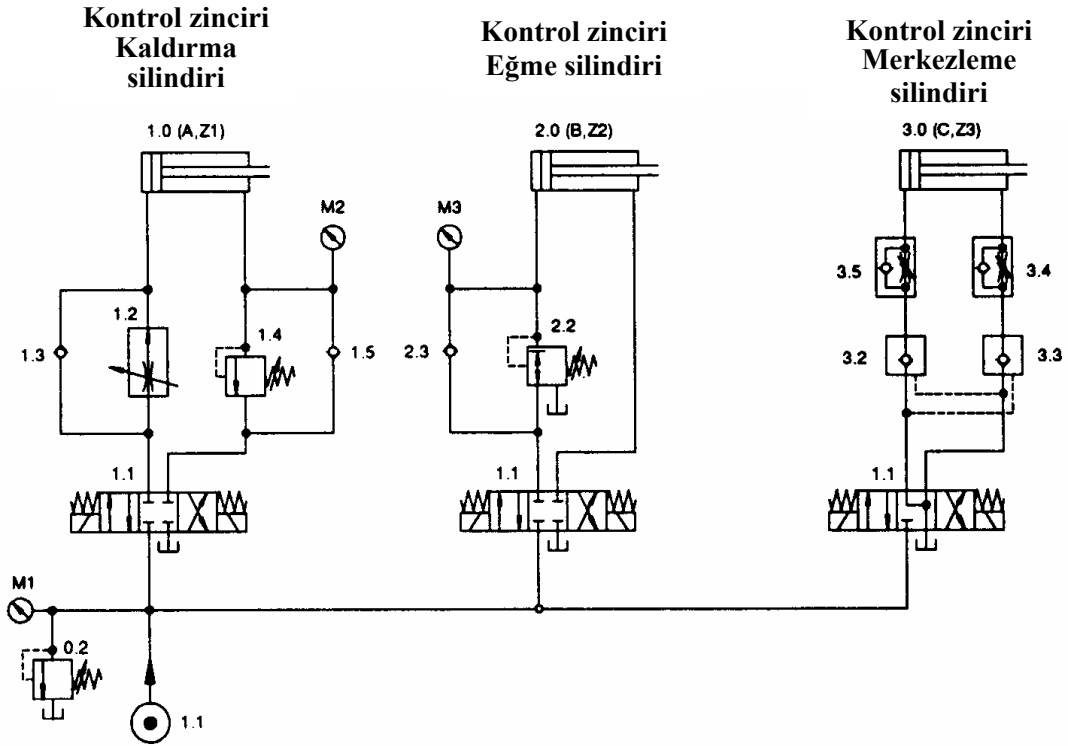 Kontrol zinciri
Kaldırma
silindiri
Kontrol zinciri
Eğme silindiri
Kontrol zinciri
Merkezleme
silindiri
1.0 (A,Z1)
2.0 (B,Z2)
3.0 (C,Z3)
M2
M3
1.2
1.3
1.4
1.5
2.2
2.3
3.5
3.4
3.2
3.3
1.1
1.1
1.1
M1
0.2
1.1